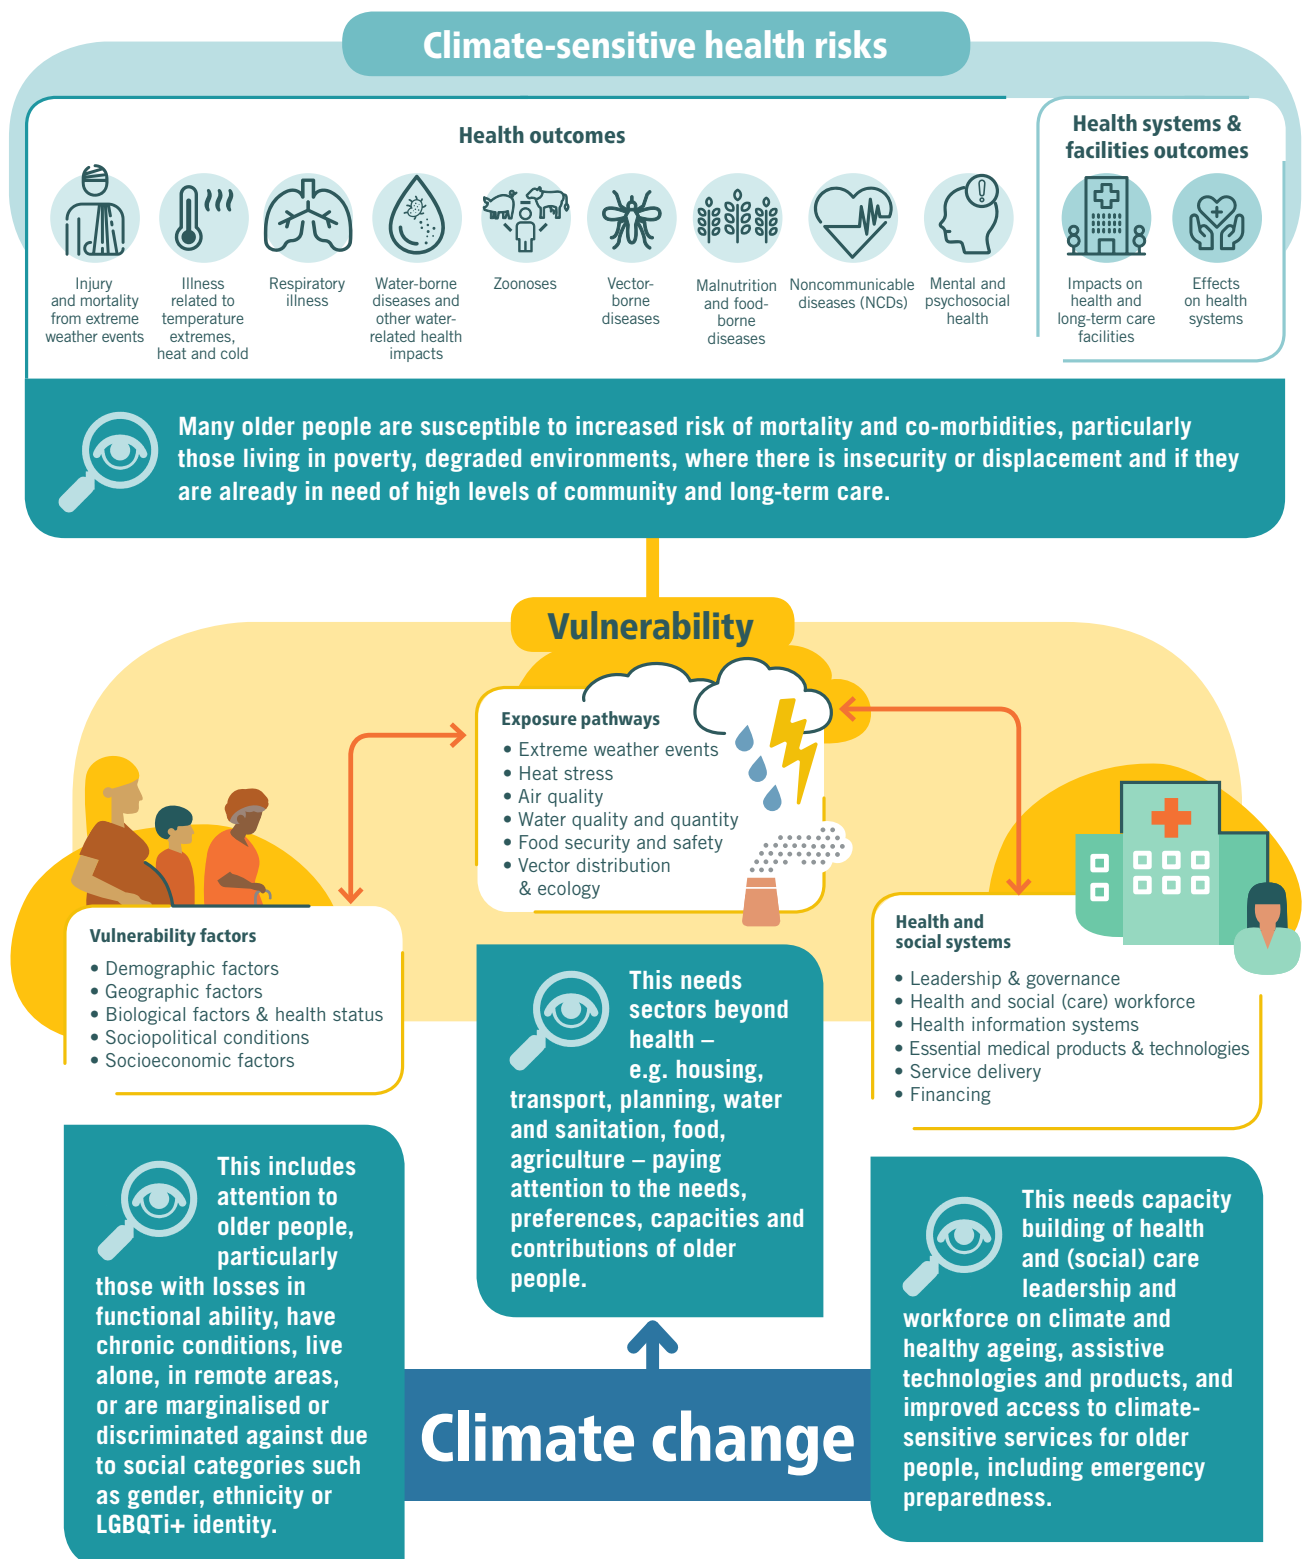 Climate-sensitive health risks
Health outcomes
Injury
and mortality
from extreme
weather events
Illness
related to
temperature
extremes,
heat and cold
Respiratory
illness
Water-borne
diseases and
other water-
related health
impacts
Zoonoses
Vector-
borne
diseases
Malnutrition
and food-
borne
diseases
Noncommunicable
diseases (NCDs)
Mental and
psychosocial
health
Health systems &
facilities outcomes
Impacts on
health and
long-term care
facilities
Effects
on health
systems
Many older people are susceptible to increased risk of mortality and co-morbidities, particularly
those living in poverty, degraded environments, where there is insecurity or displacement and if they
are already in need of high levels of community and long-term care.
Vulnerability
Exposure pathways
• Extreme weather events
• Heat stress
• Air quality
• Water quality and quantity
• Food security and safety
• Vector distribution
& ecology
Vulnerability factors
• Demographic factors
• Geographic factors
• Biological factors & health status
• Sociopolitical conditions
• Socioeconomic factors
Health and
social systems
• Leadership & governance
• Health and social (care) workforce
• Health information systems
• Essential medical products & technologies
• Service delivery
• Financing
This includes
attention to
older people,
particularly
those with losses in
functional ability, have
chronic conditions, live
alone, in remote areas,
or are marginalised or
discriminated against due
to social categories such
as gender, ethnicity or
LGBQTi+ identity.
This needs
sectors beyond
health –
e.g. housing,
transport, planning, water
and sanitation, food,
agriculture – paying
attention to the needs,
preferences, capacities and
contributions of older
people.
This needs capacity
building of health
and (social) care
leadership and
workforce on climate and
healthy ageing, assistive
technologies and products, and
improved access to climate-
sensitive services for older
people, including emergency
preparedness.
Climate change